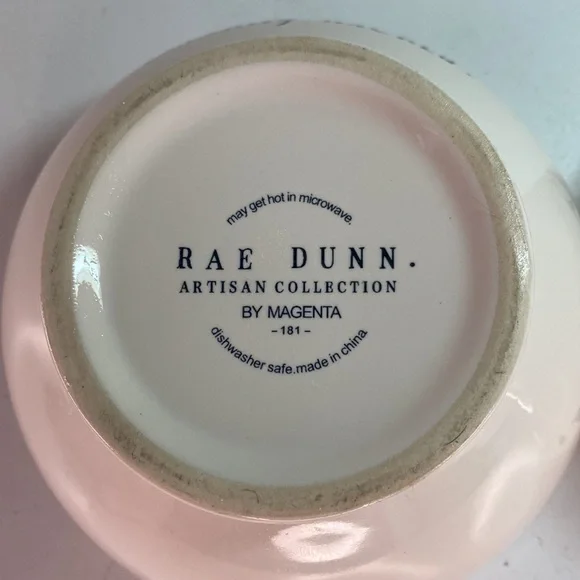 may get hot in microwave.
RAE DUNN.
ARTISAN COLLECTION
BY MAGENTA
– 181 –
dishwasher safe.made in china